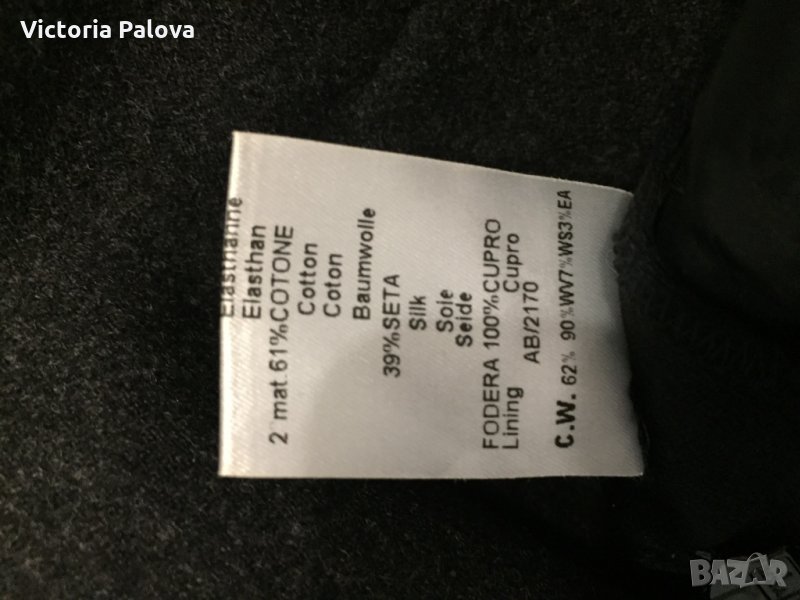 Victoria Palova
Elasthanne
Elasthan
2°mat.61%COTONE
Cotton
Coton
Baumwolle
39%SETA
Silk
Soie
Seide
FODERA 100%CUPRO
Lining Cupro
AB/2170
C.W. 62% 90%WV7%WS3%EA
BAZAR